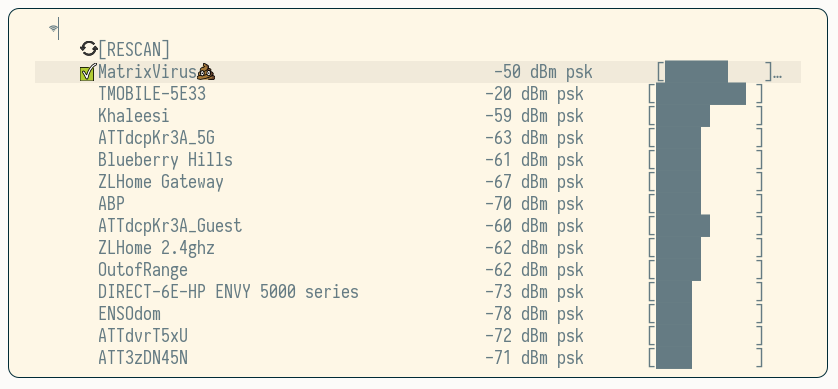 [RESCAN]
MatrixVirus💩 -50 dBm psk [ ]…
TMOBILE-5E33 -20 dBm psk [ ]
Khaleesi -59 dBm psk [ ]
ATTdcpKr3A_5G -63 dBm psk [ ]
Blueberry Hills -61 dBm psk [ ]
ZLHome Gateway -67 dBm psk [ ]
ABP -70 dBm psk [ ]
ATTdcpKr3A_Guest -60 dBm psk [ ]
ZLHome 2.4ghz -62 dBm psk [ ]
OutofRange -62 dBm psk [ ]
DIRECT-6E-HP ENVY 5000 series -73 dBm psk [ ]
ENSOdom -78 dBm psk [ ]
ATTdvrT5xU -72 dBm psk [ ]
ATT3zDN45N -71 dBm psk [ ]